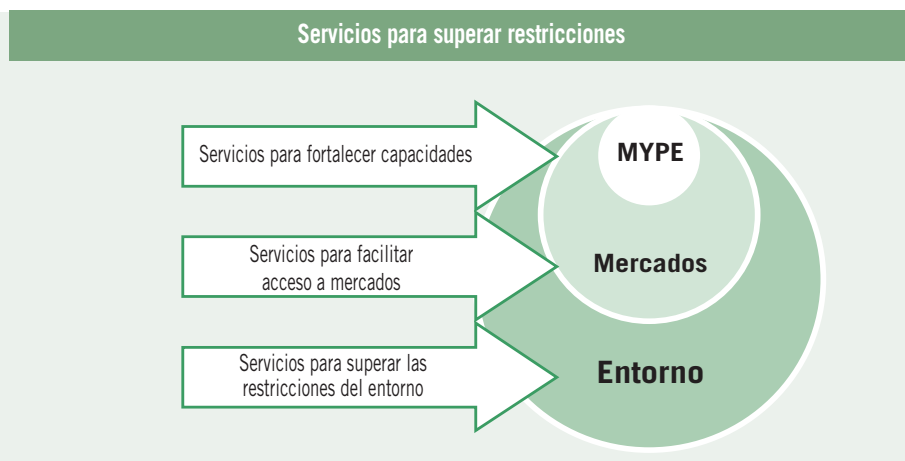 Servicios para superar restricciones
Servicios para fortalecer capacidades
MYPE
Servicios para facilitar
acceso a mercados
Mercados
Servicios para superar las
restricciones del entorno
Entorno